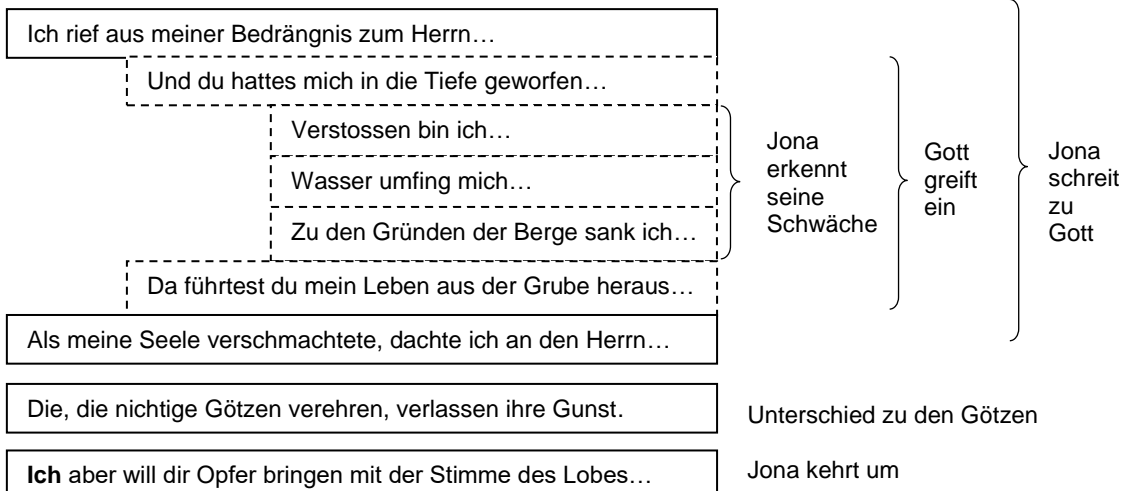 Ich rief aus meiner Bedrängnis zum Herrn…
Und du hattes mich in die Tiefe geworfen…
Verstossen bin ich…
Wasser umfing mich…
Zu den Gründen der Berge sank ich…
Da führtest du mein Leben aus der Grube heraus…
Als meine Seele verschmachtete, dachte ich an den Herrn…
Jona
erkennt
seine
Schwäche
Gott
greift
ein
Jona
schreit
zu
Gott
Die, die nichtige Götzen verehren, verlassen ihre Gunst.
Unterschied zu den Götzen
Ich aber will dir Opfer bringen mit der Stimme des Lobes…
Jona kehrt um